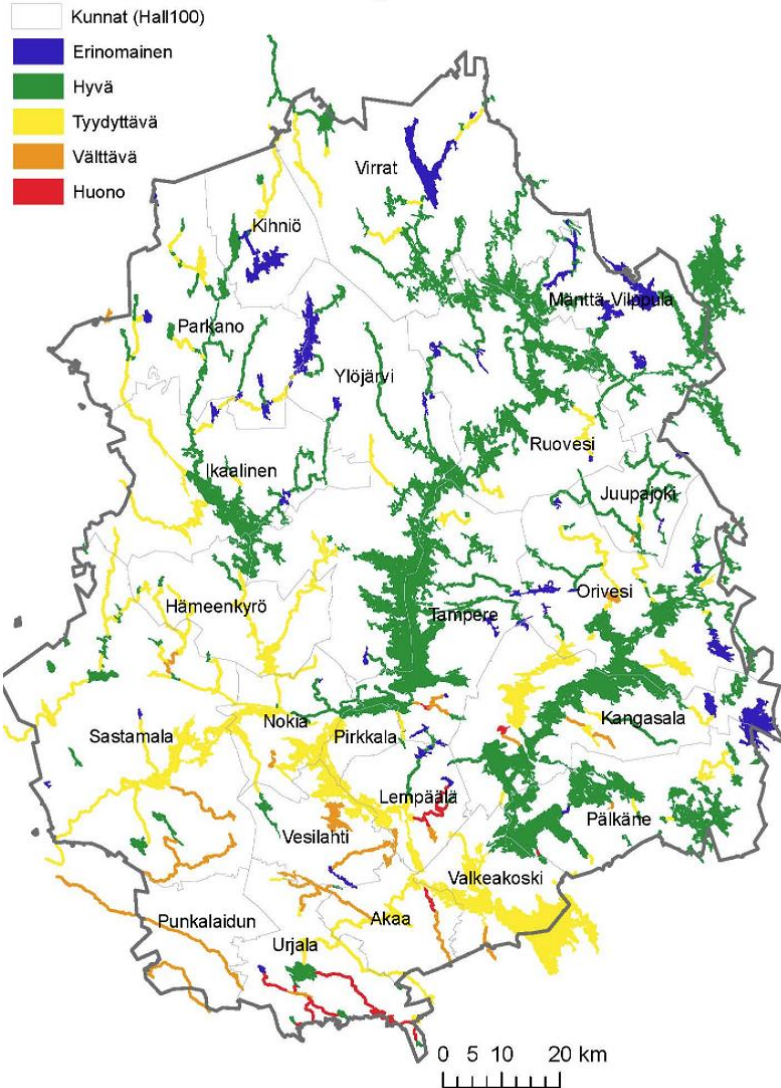 Kunnat (Hall100)
Erinomainen
Hyvä
Tyydyttävä
Välttävä
Huono
Virrat
Kihniö
Mänttä-Vilppula
Parkano
Ylöjärvi
Ruovesi
Ikaalinen
Juupajoki
Hämeenkyrö
Orivesi
Tampere
Nokia
Kangasala
Sastamala
Pirkkala
Lempäälä
Pälkäne
Vesilahti
Valkeakoski
Punkalaidun
Akaa
Urjala
0 5 10 20 km